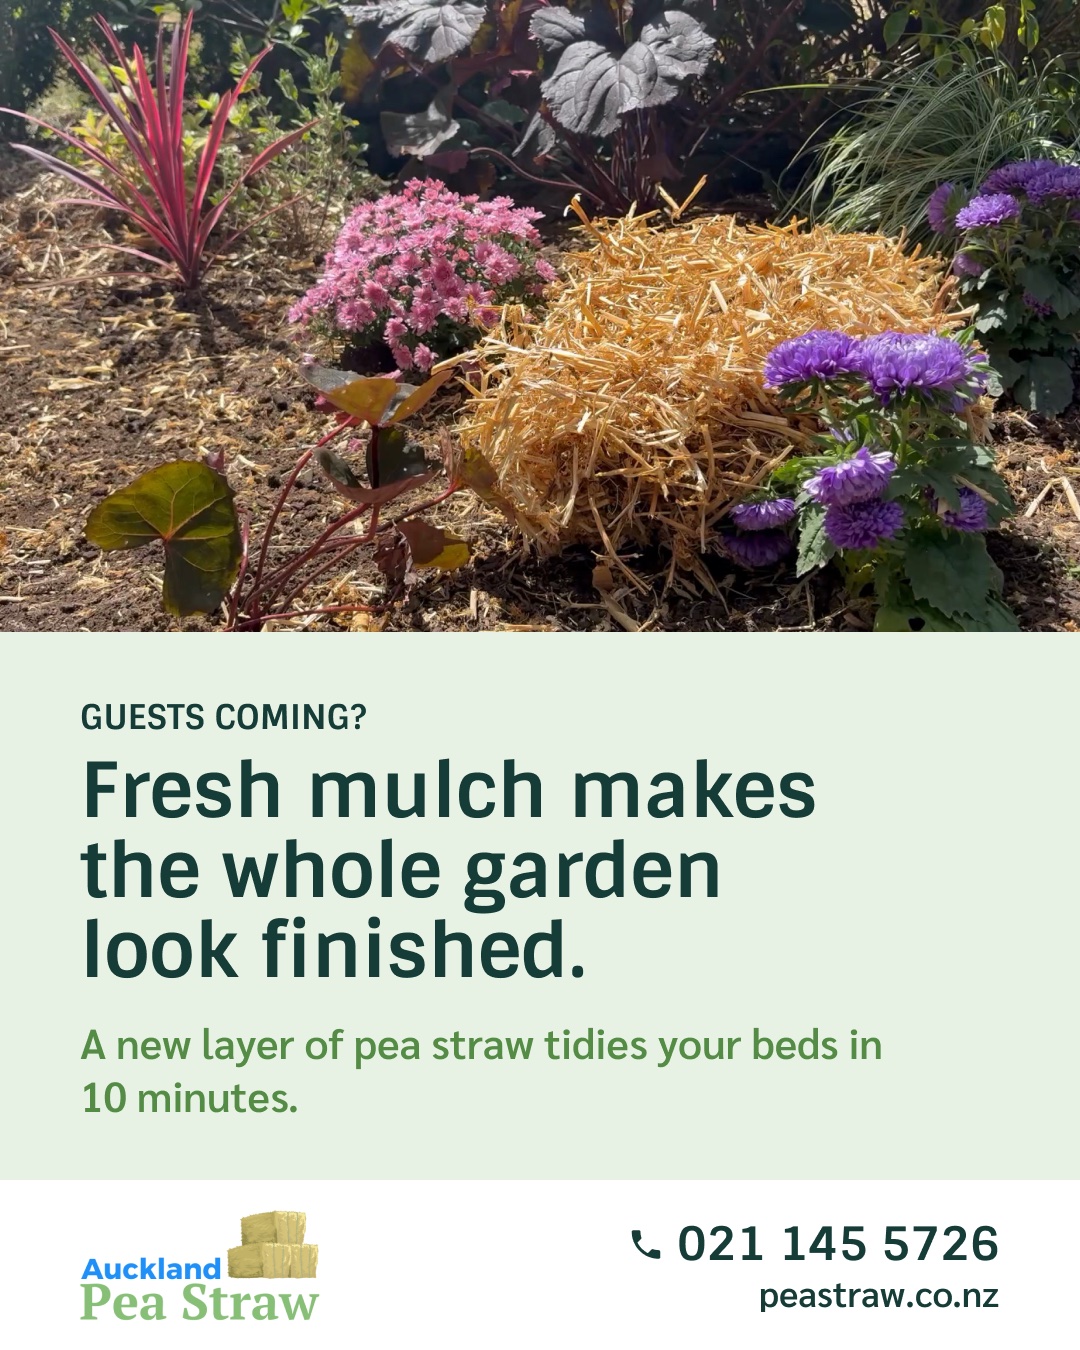 GUESTS COMING?
Fresh mulch makes
the whole garden
look finished.
A new layer of pea straw tidies your beds in
10 minutes.
Auckland
Pea Straw
021 145 5726
peastraw.co.nz